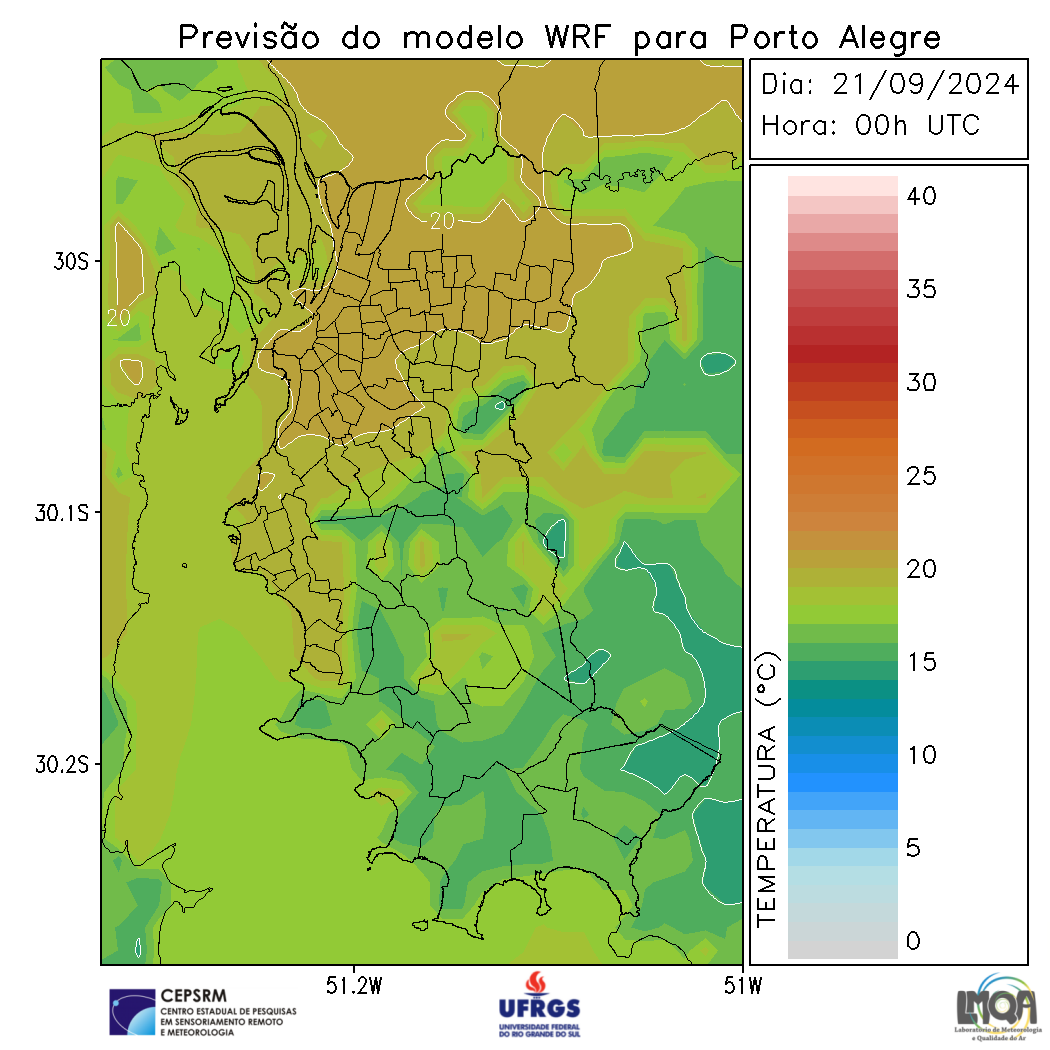 Previsão do modelo WRF para Porto Alegre
Dia: 21/09/2024
Hora: 00h UTC
20
20
30S
30.1S
30.2S
51.2W
51W
TEMPERATURA (°C)
40
35
30
25
20
15
10
5
0
CEPSRM
CENTRO ESTADUAL DE PESQUISAS
EM SENSORIAMENTO REMOTO
E METEOROLOGIA
UFRGS
UNIVERSIDADE FEDERAL
DO RIO GRANDE DO SUL
LMQA
Laboratório de Meteorologia
e Qualidade do Ar